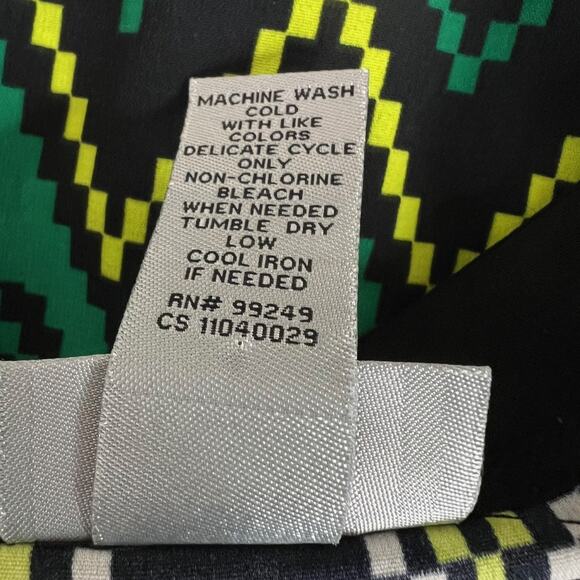 MACHINE WASH
COLD
WITH LIKE
COLORS
DELICATE CYCLE
ONLY
NON-CHLORINE
BLEACH
WHEN NEEDED
TUMBLE DRY
LOW
COOL IRON
IF NEEDED
RN# 99249
CS 11040029